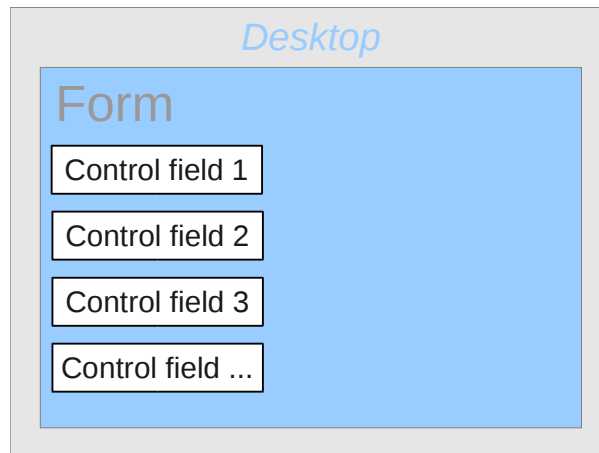 Desktop
Form
Control field 1
Control field 2
Control field 3
Control field ...